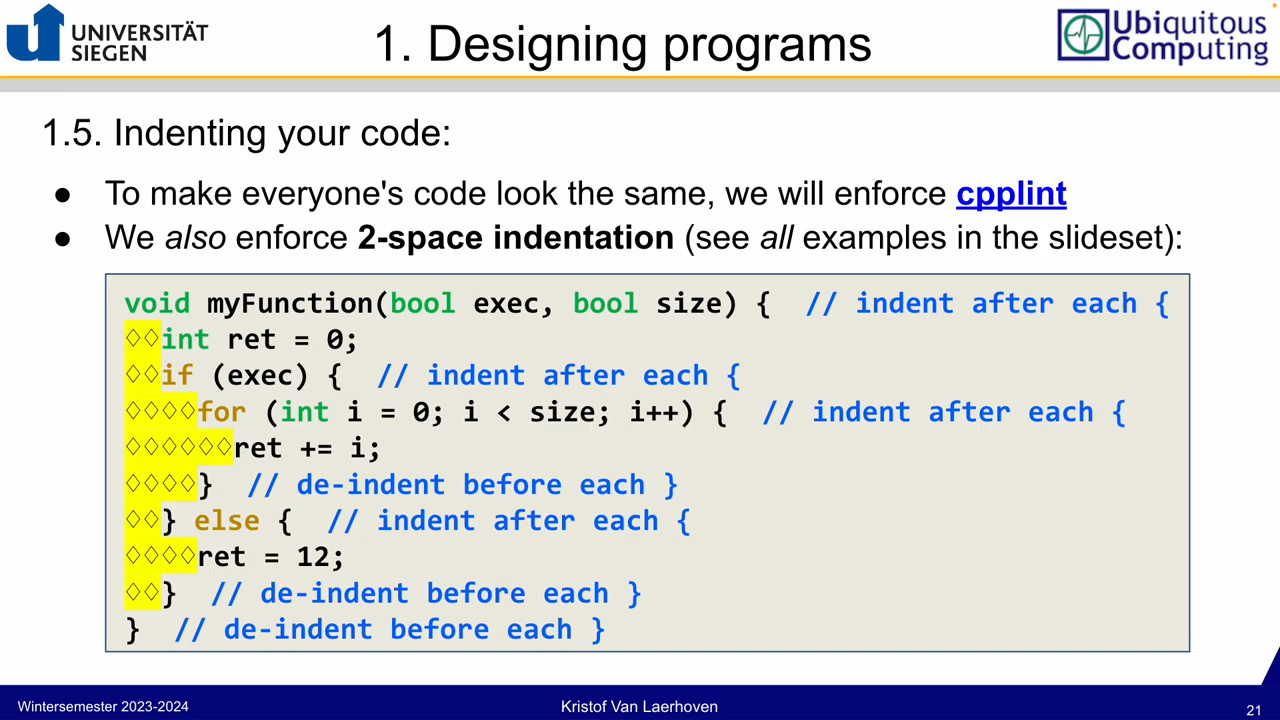 UNIVERSITÄT
SIEGEN
1. Designing programs
Ubiquitous
Computing
1.5. Indenting your code:
● To make everyone's code look the same, we will enforce cpplint
● We also enforce 2-space indentation (see all examples in the slideset):
void myFunction(bool exec, bool size) {  // indent after each {
◊◊int ret = 0;
◊◊if (exec) {  // indent after each {
◊◊◊◊for (int i = 0; i < size; i++) {  // indent after each {
◊◊◊◊◊◊ret += i;
◊◊◊◊}  // de-indent before each }
◊◊} else {  // indent after each {
◊◊◊◊ret = 12;
◊◊}  // de-indent before each }
}  // de-indent before each }
Wintersemester 2023-2024
Kristof Van Laerhoven
21